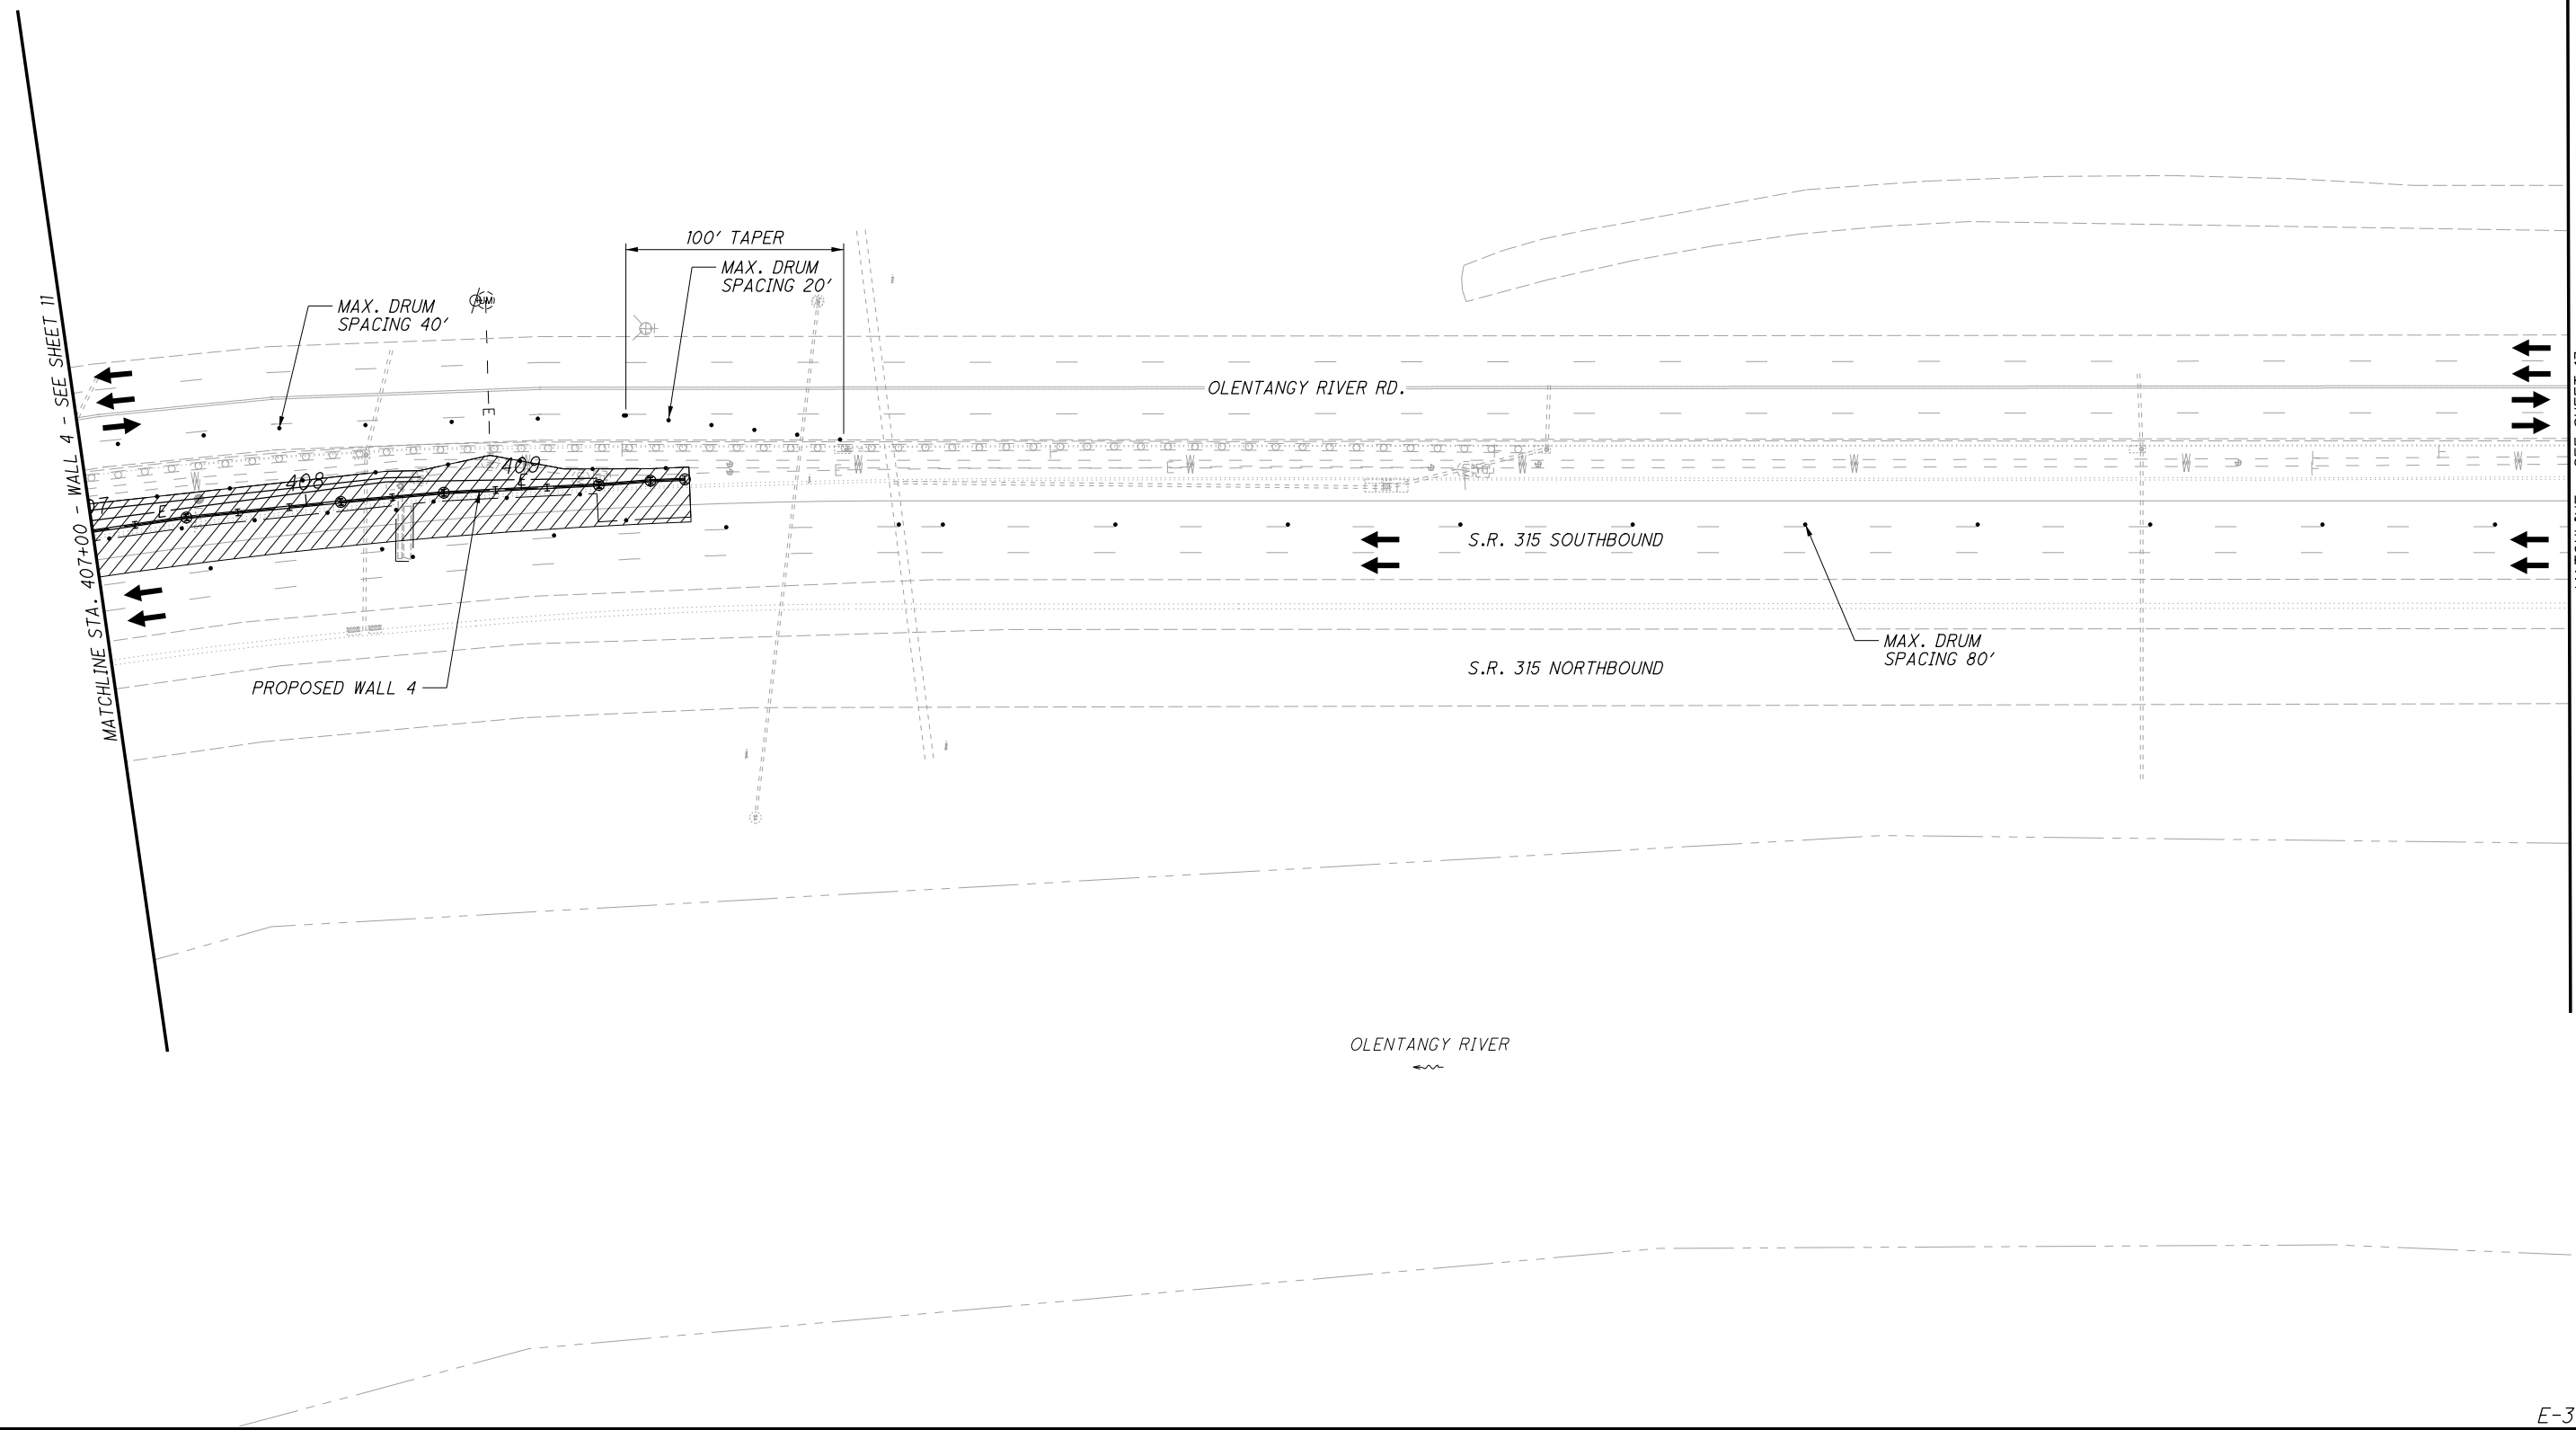 100' TAPER
MAX. DRUM
SPACING 20'
MAX. DRUM
SPACING 40'
MATCHLINE STA. 407+00 - WALL 4 - SEE SHEET 11
E
OLENTANGY RIVER RD.
408
409
E
E
S.R. 315 SOUTHBOUND
MAX. DRUM
SPACING 80'
S.R. 315 NORTHBOUND
PROPOSED WALL 4
W
W
W
W
W
W
W
OLENTANGY RIVER
E-3